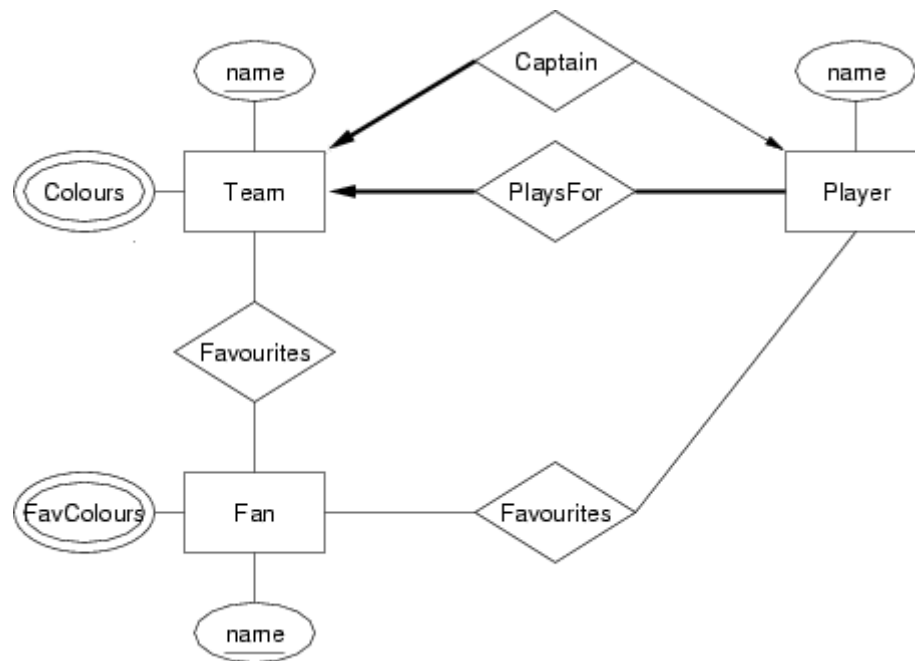 Captain
name
name
Colours
Team
PlaysFor
Player
Favourites
FavColours
Fan
Favourites
name